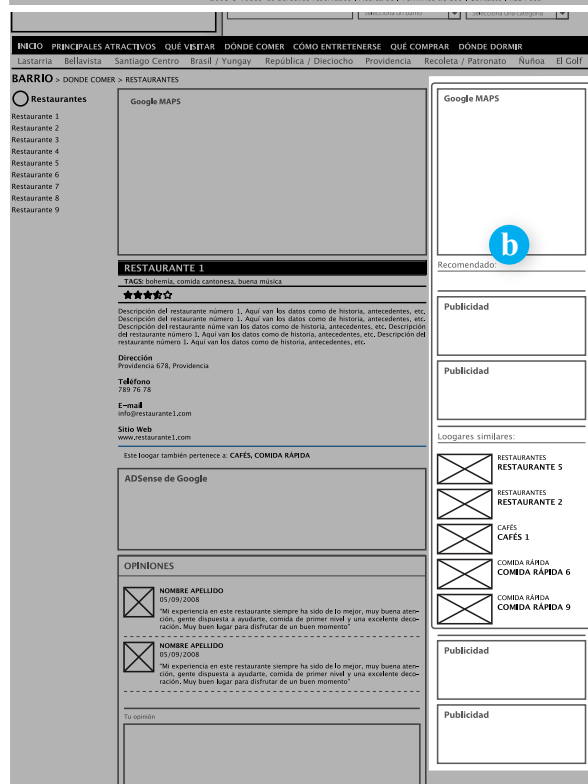 Selecciona un barrio
Selecciona una categoría
INICIO PRINCIPALES ATRACTIVOS QUÉ VISITAR DÓNDE COMER CÓMO ENTRETENERSE QUÉ COMPRAR DÓNDE DORMIR
Lastarria Bellavista Santiago Centro Brasil / Yungay República / Dieciocho Providencia Recoleta / Patronato Ñuñoa El Golf
BARRIO > DONDE COMER > RESTAURANTES
Restaurantes
Restaurante 1
Restaurante 2
Restaurante 3
Restaurante 4
Restaurante 5
Restaurante 6
Restaurante 7
Restaurante 8
Restaurante 9
Google MAPS
RESTAURANTE 1
TAGS: bohemia, comida cantonesa, buena música
Descripción del restaurante número 1, Aquí van los datos como de historia, antecedentes, etc.
Descripción del restaurante número 1, Aquí van los datos como de historia, antecedentes, etc.
Descripción del restaurante núme van los datos como de historia, antecedentes, etc. Descripción
del restaurante número 1, Aquí van los datos como de historia, antecedentes, etc. Descripción del
restaurante número 1, Aquí van los datos como de historia, antecedentes, etc.
Dirección
Providencia 678, Providencia
Teléfono
789 76 78
E-mail
info@restaurante1.com
Sitio Web
www.restaurante1.com
Este loogar también pertenece a: CAFÉS, COMIDA RÁPIDA
ADSense de Google
OPINIONES
NOMBRE APELLIDO
05/09/2008
"Mi experiencia en este restaurante siempre ha sido de lo mejor, muy buena aten-
ción, gente dispuesta a ayudarte, comida de primer nivel y una excelente deco-
ración. Muy buen lugar para disfrutar de un buen momento"
NOMBRE APELLIDO
05/09/2008
"Mi experiencia en este restaurante siempre ha sido de lo mejor, muy buena aten-
ción, gente dispuesta a ayudarte, comida de primer nivel y una excelente deco-
ración. Muy buen lugar para disfrutar de un buen momento"
Tu opinión
Google MAPS
b
Recomendado:
Publicidad
Publicidad
Loogares similares:
RESTAURANTES
RESTAURANTE 5
RESTAURANTES
RESTAURANTE 2
CAFÉS
CAFÉS 1
COMIDA RÁPIDA
COMIDA RÁPIDA 6
COMIDA RÁPIDA
COMIDA RÁPIDA 9
Publicidad
Publicidad